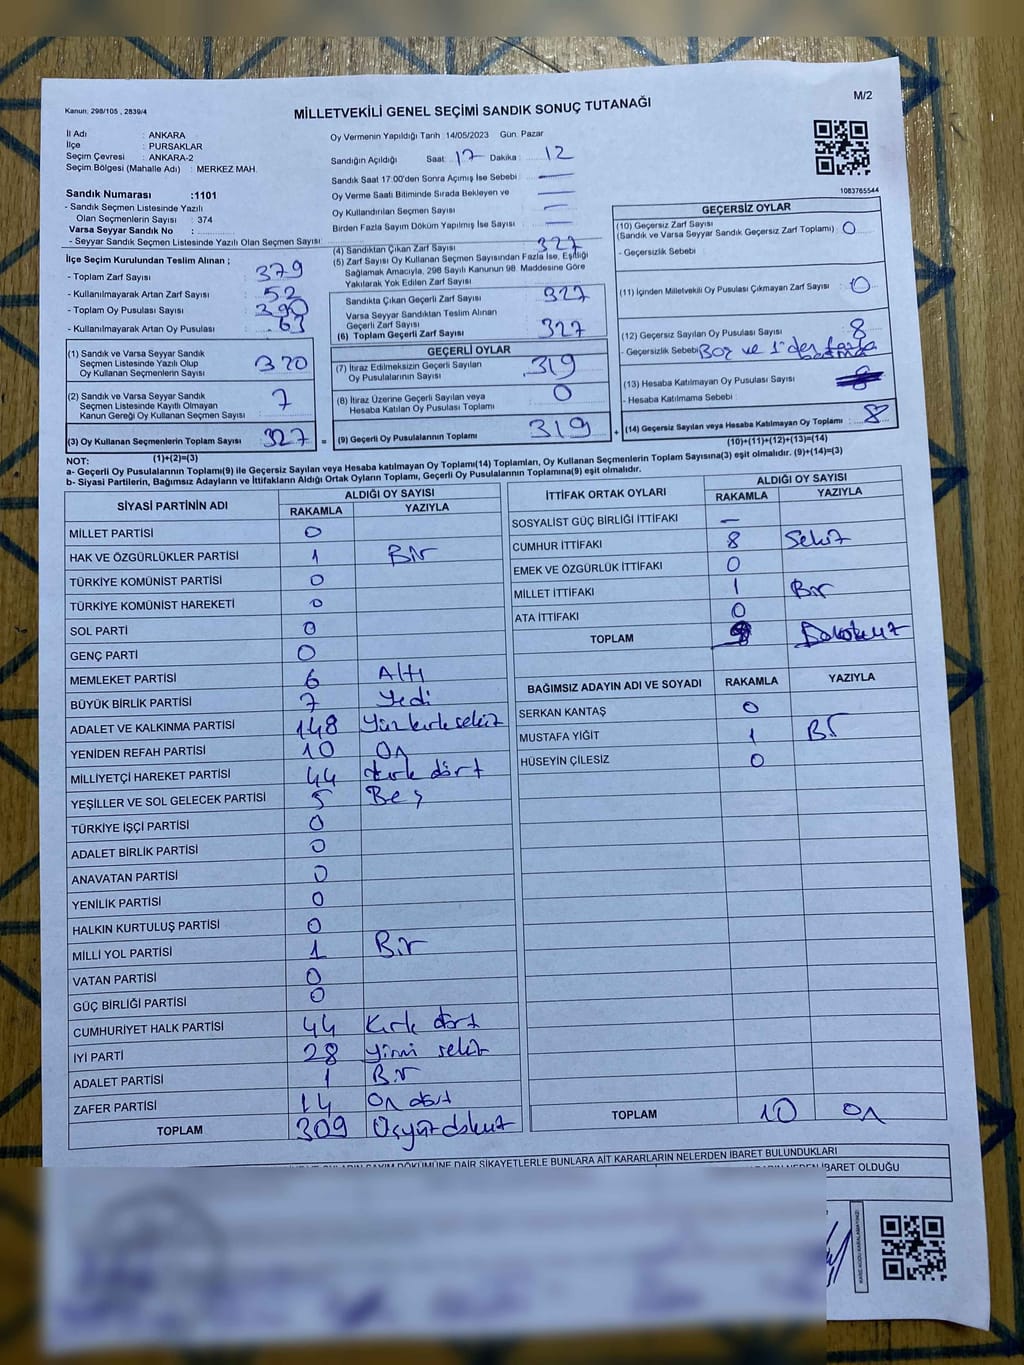 Kanun: 298/105 , 2839/4
MİLLETVEKİLİ GENEL SEÇİMİ SANDIK SONUÇ TUTANAĞI
M/2
İl Adı : ANKARA
İlçe : PURSAKLAR
Seçim Çevresi : ANKARA-2
Seçim Bölgesi (Mahalle Adı) : MERKEZ MAH.
Oy Vermenin Yapıldığı Tarih :14/05/2023 Gün: Pazar
Sandığın Açıldığı Saat: 17 Dakika : 12
Sandık Saat 17:00'den Sonra Açımış İse Sebebi : —
Oy Verme Saati Bitiminde Sırada Bekleyen ve
Oy Kullandırılan Seçmen Sayısı : —
Birden Fazla Sayım Döküm Yapılmış İse Sayısı : —
1083765544
Sandık Numarası :1101
- Sandık Seçmen Listesinde Yazılı
Olan Seçmenlerin Sayısı : 374
Varsa Seyyar Sandık No :
- Seyyar Sandık Seçmen Listesinde Yazılı Olan Seçmen Sayısı:
İlçe Seçim Kurulundan Teslim Alınan ;
- Toplam Zarf Sayısı : 379
- Kullanılmayarak Artan Zarf Sayısı : 52
- Toplam Oy Pusulası Sayısı : 390
- Kullanılmayarak Artan Oy Pusulası : 63
(1) Sandık ve Varsa Seyyar Sandık
Seçmen Listesinde Yazılı Olup
Oy Kullanan Seçmenlerin Sayısı : 320
(2) Sandık ve Varsa Seyyar Sandık
Seçmen Listesinde Kayıtlı Olmayan
Kanun Gereği Oy Kullanan Seçmen Sayısı : 7
(3) Oy Kullanan Seçmenlerin Toplam Sayısı : 327 =
(1)+(2)=(3)
(4) Sandıktan Çıkan Zarf Sayısı : 327
(5) Zarf Sayısı Oy Kullanan Seçmen Sayısından Fazla İse, Eşitliği
Sağlamak Amacıyla, 298 Sayılı Kanunun 98. Maddesine Göre
Yakılarak Yok Edilen Zarf Sayısı :
Sandıkta Çıkan Geçerli Zarf Sayısı : 327
Varsa Seyyar Sandıktan Teslim Alınan
Geçerli Zarf Sayısı :
(6) Toplam Geçerli Zarf Sayısı : 327
GEÇERLİ OYLAR
(7) İtiraz Edilmeksizin Geçerli Sayılan
Oy Pusulalarının Sayısı : 319
(8) İtiraz Üzerine Geçerli Sayılan veya
Hesaba Katılan Oy Pusulası Toplamı : 0
(9) Geçerli Oy Pusulalarının Toplamı : 319 +
GEÇERSİZ OYLAR
(10) Geçersiz Zarf Sayısı
(Sandık ve Varsa Seyyar Sandık Geçersiz Zarf Toplamı) : 0
- Geçersizlik Sebebi
(11) İçinden Milletvekili Oy Pusulası Çıkmayan Zarf Sayısı : 0
(12) Geçersiz Sayılan Oy Pusulası Sayısı : 8
- Geçersizlik Sebebi: Boş ve 1'den fazla
(13) Hesaba Katılmayan Oy Pusulası Sayısı :
- Hesaba Katılmama Sebebi :
(14) Geçersiz Sayılan veya Hesaba Katılmayan Oy Toplamı : 8
(10)+(11)+(12)+(13)=(14)
NOT:
a- Geçerli Oy Pusulalarının Toplamı(9) ile Geçersiz Sayılan veya Hesaba katılmayan Oy Toplamı(14) Toplamları, Oy Kullanan Seçmenlerin Toplam Sayısına(3) eşit olmalıdır. (9)+(14)=(3)
b- Siyasi Partilerin, Bağımsız Adayların ve İttifakların Aldığı Ortak Oyların Toplamı, Geçerli Oy Pusulalarının Toplamına(9) eşit olmalıdır.
SİYASİ PARTİNİN ADI ALDIĞI OY SAYISI
RAKAMLA YAZIYLA
MİLLET PARTİSİ 0
HAK VE ÖZGÜRLÜKLER PARTİSİ 1 Bir
TÜRKİYE KOMÜNİST PARTİSİ 0
TÜRKİYE KOMÜNİST HAREKETİ 0
SOL PARTİ 0
GENÇ PARTİ 0
MEMLEKET PARTİSİ 6 Altı
BÜYÜK BİRLİK PARTİSİ 7 Yedi
ADALET VE KALKINMA PARTİSİ 148 Yüzkırksekiz
YENİDEN REFAH PARTİSİ 10 On
MİLLİYETÇİ HAREKET PARTİSİ 44 Kırk dört
YEŞİLLER VE SOL GELECEK PARTİSİ 5 Beş
TÜRKİYE İŞÇİ PARTİSİ 0
ADALET BİRLİK PARTİSİ 0
ANAVATAN PARTİSİ 0
YENİLİK PARTİSİ 0
HALKIN KURTULUŞ PARTİSİ 0
MİLLİ YOL PARTİSİ 1 Bir
VATAN PARTİSİ 0
GÜÇ BİRLİĞİ PARTİSİ 0
CUMHURİYET HALK PARTİSİ 44 Kırk dört
İYİ PARTİ 28 Yirmi sekiz
ADALET PARTİSİ 1 Bir
ZAFER PARTİSİ 14 On dört
TOPLAM 309 Üçyüzdokuz
İTTİFAK ORTAK OYLARI ALDIĞI OY SAYISI
RAKAMLA YAZIYLA
SOSYALİST GÜÇ BİRLİĞİ İTTİFAKI —
CUMHUR İTTİFAKI 8 Sekiz
EMEK VE ÖZGÜRLÜK İTTİFAKI 0
MİLLET İTTİFAKI 1 Bir
ATA İTTİFAKI 0
TOPLAM 9 Dokuz
BAĞIMSIZ ADAYIN ADI VE SOYADI RAKAMLA YAZIYLA
SERKAN KANTAŞ 0
MUSTAFA YİĞİT 1 Bir
HÜSEYİN ÇİLESİZ 0
TOPLAM 10 On
SAYIM DÖKÜMÜNE DAİR ŞİKAYETLERLE BUNLARA AİT KARARLARIN NELERDEN İBARET BULUNDUKLARI
İBARET OLDUĞU